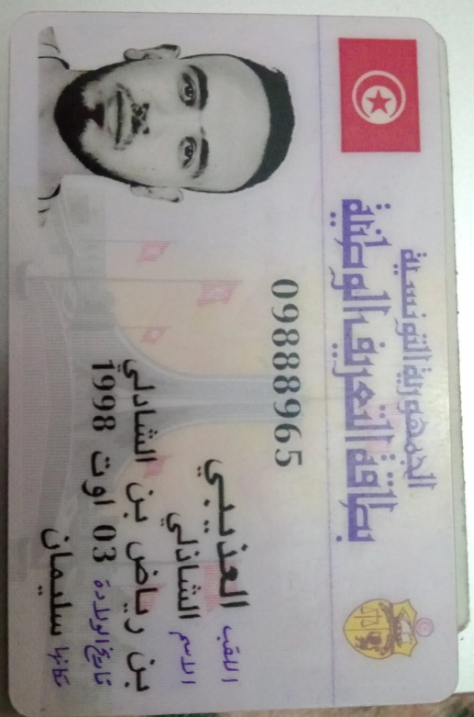 الجمهورية التونسية
بطاقة التعريف الوطنية
09888965
اللقب العذيبي
الاسم الشاذلي
بن رياض بن الشاذلي
تاريخ الولادة 03 اوت 1998
مكانها سليمان